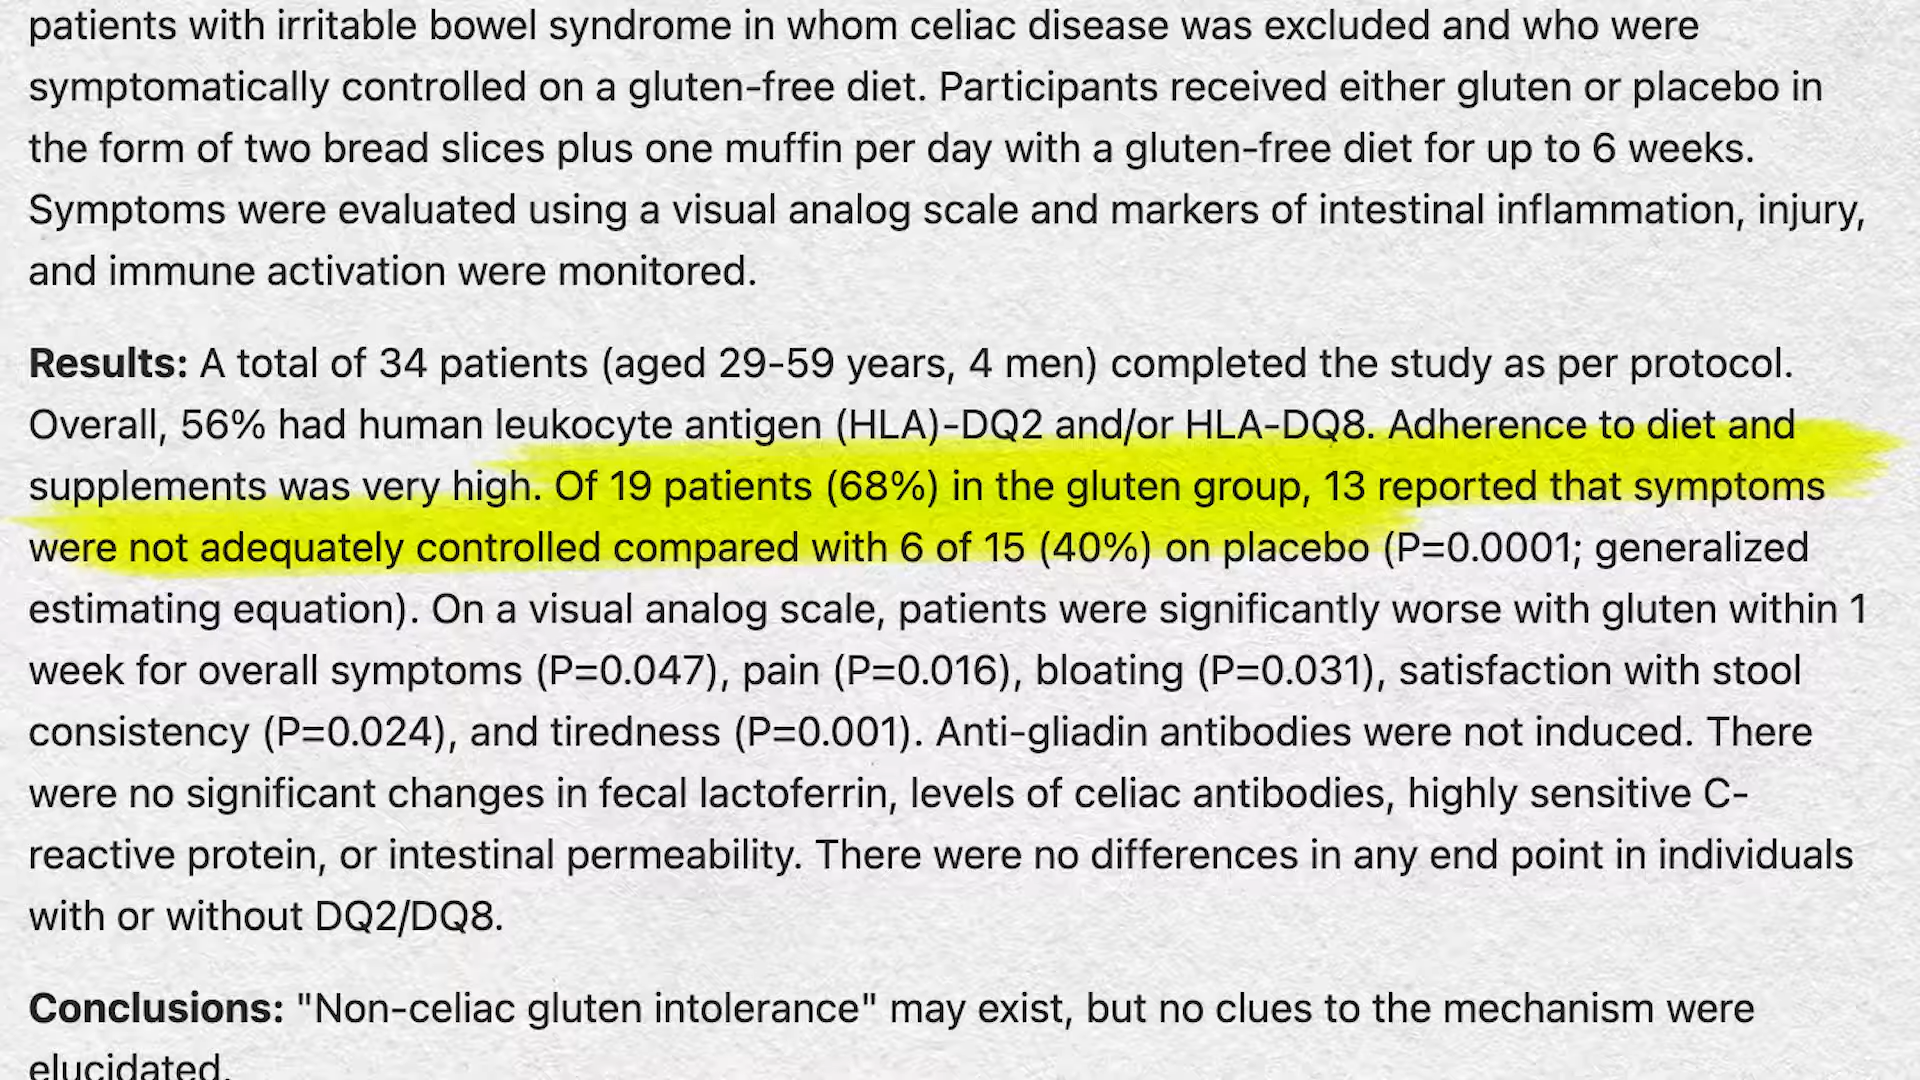 patients with irritable bowel syndrome in whom celiac disease was excluded and who were
symptomatically controlled on a gluten-free diet. Participants received either gluten or placebo in
the form of two bread slices plus one muffin per day with a gluten-free diet for up to 6 weeks.
Symptoms were evaluated using a visual analog scale and markers of intestinal inflammation, injury,
and immune activation were monitored.
Results: A total of 34 patients (aged 29-59 years, 4 men) completed the study as per protocol.
Overall, 56% had human leukocyte antigen (HLA)-DQ2 and/or HLA-DQ8. Adherence to diet and
supplements was very high. Of 19 patients (68%) in the gluten group, 13 reported that symptoms
were not adequately controlled compared with 6 of 15 (40%) on placebo (P=0.0001; generalized
estimating equation). On a visual analog scale, patients were significantly worse with gluten within 1
week for overall symptoms (P=0.047), pain (P=0.016), bloating (P=0.031), satisfaction with stool
consistency (P=0.024), and tiredness (P=0.001). Anti-gliadin antibodies were not induced. There
were no significant changes in fecal lactoferrin, levels of celiac antibodies, highly sensitive C-
reactive protein, or intestinal permeability. There were no differences in any end point in individuals
with or without DQ2/DQ8.
Conclusions: "Non-celiac gluten intolerance" may exist, but no clues to the mechanism were
elucidated.